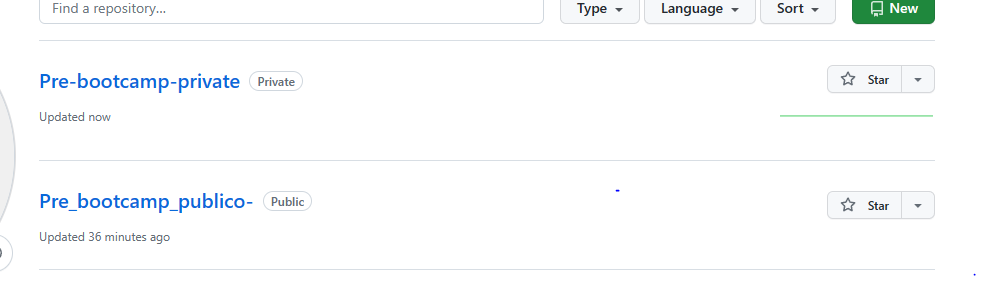 Find a repository...
Type
Language
Sort
New
Pre-bootcamp-private
Private
Star
Updated now
Pre_bootcamp_publico-
Public
Star
Updated 36 minutes ago